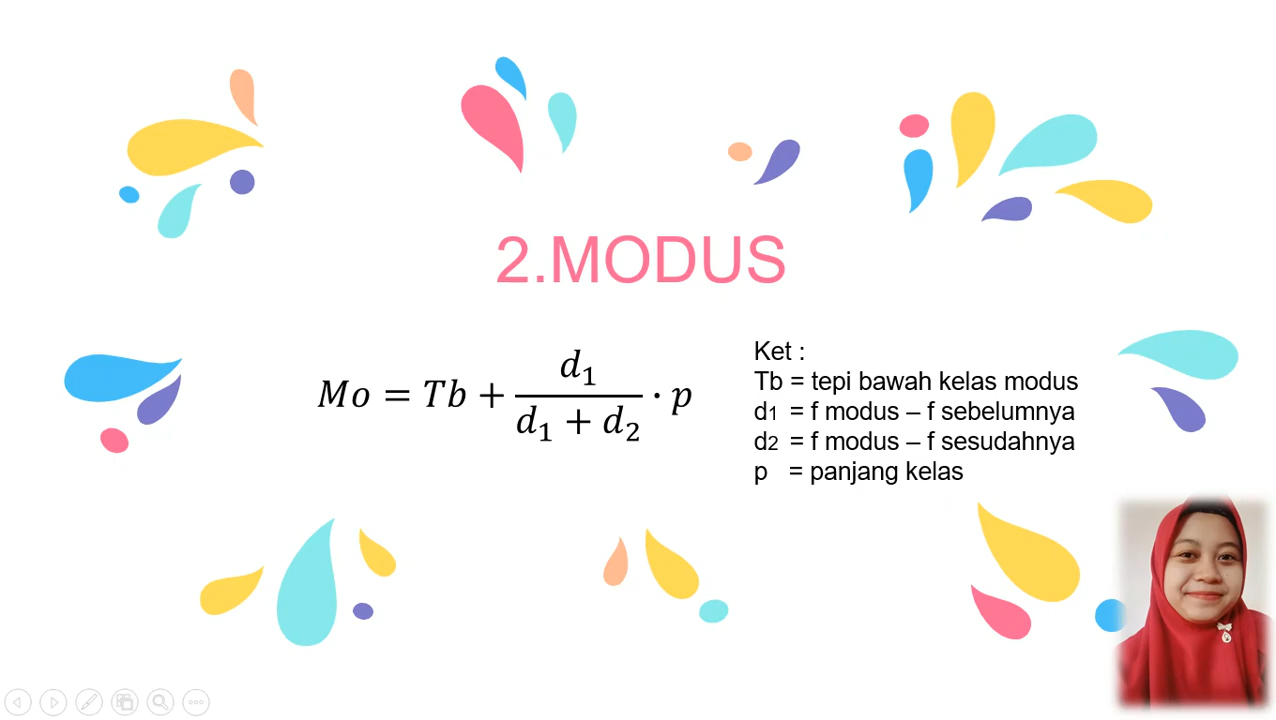 2.MODUS
Mo = Tb + d₁/(d₁ + d₂) · p
Ket :
Tb = tepi bawah kelas modus
d1 = f modus – f sebelumnya
d2 = f modus – f sesudahnya
p = panjang kelas